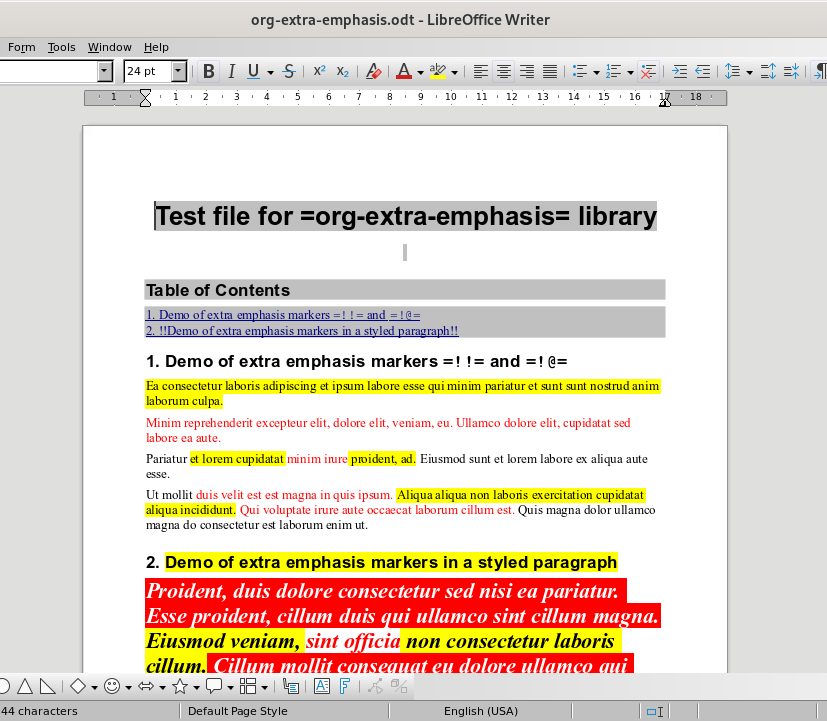 org-extra-emphasis.odt - LibreOffice Writer
Form Tools Window Help
24 pt B I U S X² X₂ A
1 1 2 3 4 5 6 7 8 9 10 11 12 13 14 15 16 17 18
Test file for =org-extra-emphasis= library
Table of Contents
1. Demo of extra emphasis markers =!!= and =!@=
2. !!Demo of extra emphasis markers in a styled paragraph!!
1. Demo of extra emphasis markers =!!= and =!@=
Ea consectetur laboris adipiscing et ipsum labore esse qui minim pariatur et sunt sunt nostrud anim
laborum culpa.
Minim reprehenderit excepteur elit, dolore elit, veniam, eu. Ullamco dolore elit, cupidatat sed
labore ea aute.
Pariatur et lorem cupidatat minim irure proident, ad. Eiusmod sunt et lorem labore ex aliqua aute
esse.
Ut mollit duis velit est est magna in quis ipsum. Aliqua aliqua non laboris exercitation cupidatat
aliqua incididunt. Qui voluptate irure aute occaecat laborum cillum est. Quis magna dolor ullamco
magna do consectetur est laborum enim ut.
2. Demo of extra emphasis markers in a styled paragraph
Proident, duis dolore consectetur sed nisi ea pariatur.
Esse proident, cillum duis qui ullamco sint cillum magna.
Eiusmod veniam, sint officia non consectetur laboris
cillum. Cillum mollit consequat eu dolore ullamco qui
44 characters Default Page Style English (USA)